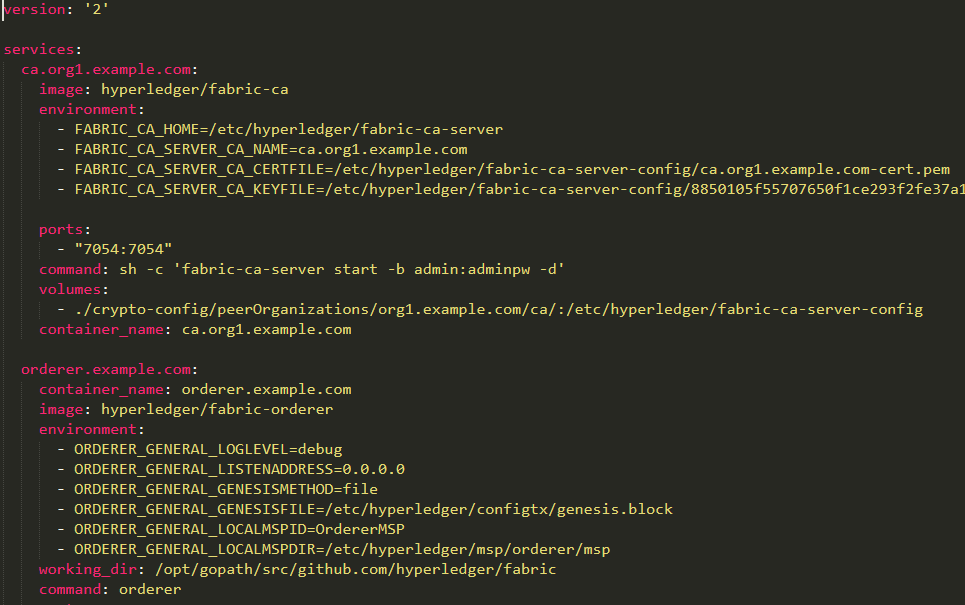 version: '2'
services:
ca.org1.example.com:
image: hyperledger/fabric-ca
environment:
- FABRIC_CA_HOME=/etc/hyperledger/fabric-ca-server
- FABRIC_CA_SERVER_CA_NAME=ca.org1.example.com
- FABRIC_CA_SERVER_CA_CERTFILE=/etc/hyperledger/fabric-ca-server-config/ca.org1.example.com-cert.pem
- FABRIC_CA_SERVER_CA_KEYFILE=/etc/hyperledger/fabric-ca-server-config/8850105f55707650f1ce293f2fe37a1
ports:
- "7054:7054"
command: sh -c 'fabric-ca-server start -b admin:adminpw -d'
volumes:
- ./crypto-config/peerOrganizations/org1.example.com/ca/:/etc/hyperledger/fabric-ca-server-config
container_name: ca.org1.example.com
orderer.example.com:
container_name: orderer.example.com
image: hyperledger/fabric-orderer
environment:
- ORDERER_GENERAL_LOGLEVEL=debug
- ORDERER_GENERAL_LISTENADDRESS=0.0.0.0
- ORDERER_GENERAL_GENESISMETHOD=file
- ORDERER_GENERAL_GENESISFILE=/etc/hyperledger/configtx/genesis.block
- ORDERER_GENERAL_LOCALMSPID=OrdererMSP
- ORDERER_GENERAL_LOCALMSPDIR=/etc/hyperledger/msp/orderer/msp
working_dir: /opt/gopath/src/github.com/hyperledger/fabric
command: orderer